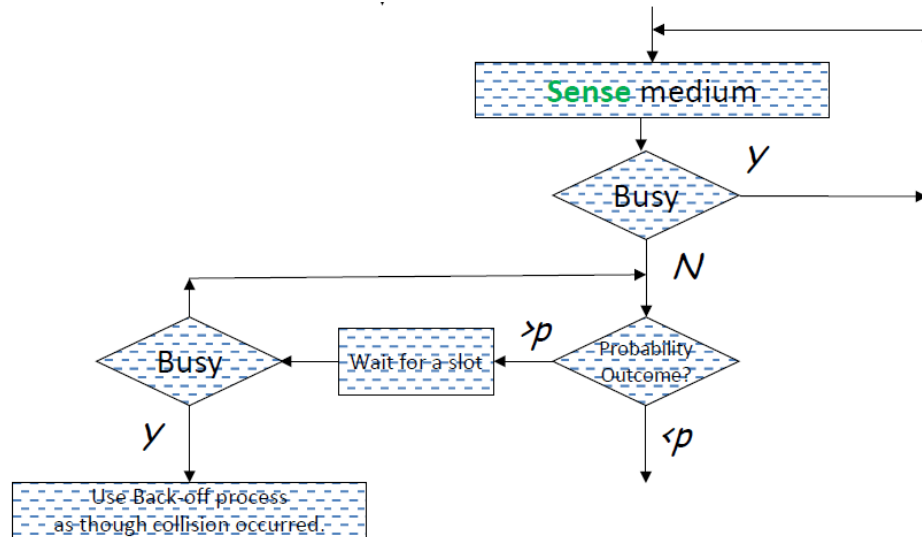 Sense medium
Y
Busy
N
>p
Probability
Outcome?
Wait for a slot
Busy
<p
Y
Use Back-off process
as though collision occurred.